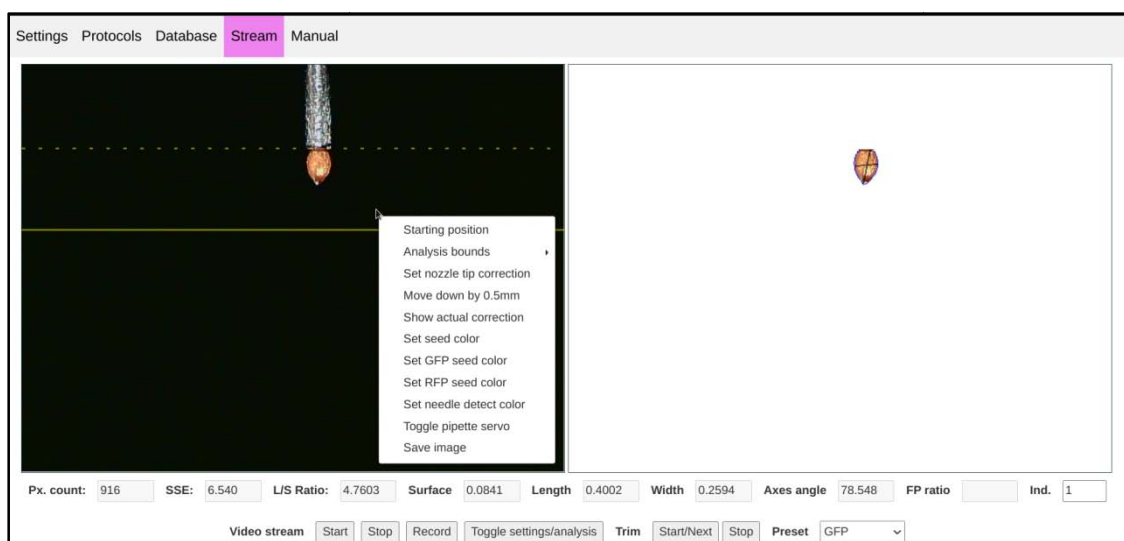 Settings Protocols Database Stream Manual
Starting position
Analysis bounds
Set nozzle tip correction
Move down by 0.5mm
Show actual correction
Set seed color
Set GFP seed color
Set RFP seed color
Set needle detect color
Toggle pipette servo
Save image
Px. count: 916 SSE: 6.540 L/S Ratio: 4.7603 Surface 0.0841 Length 0.4002 Width 0.2594 Axes angle 78.548 FP ratio Ind. 1
Video stream Start Stop Record Toggle settings/analysis Trim Start/Next Stop Preset GFP